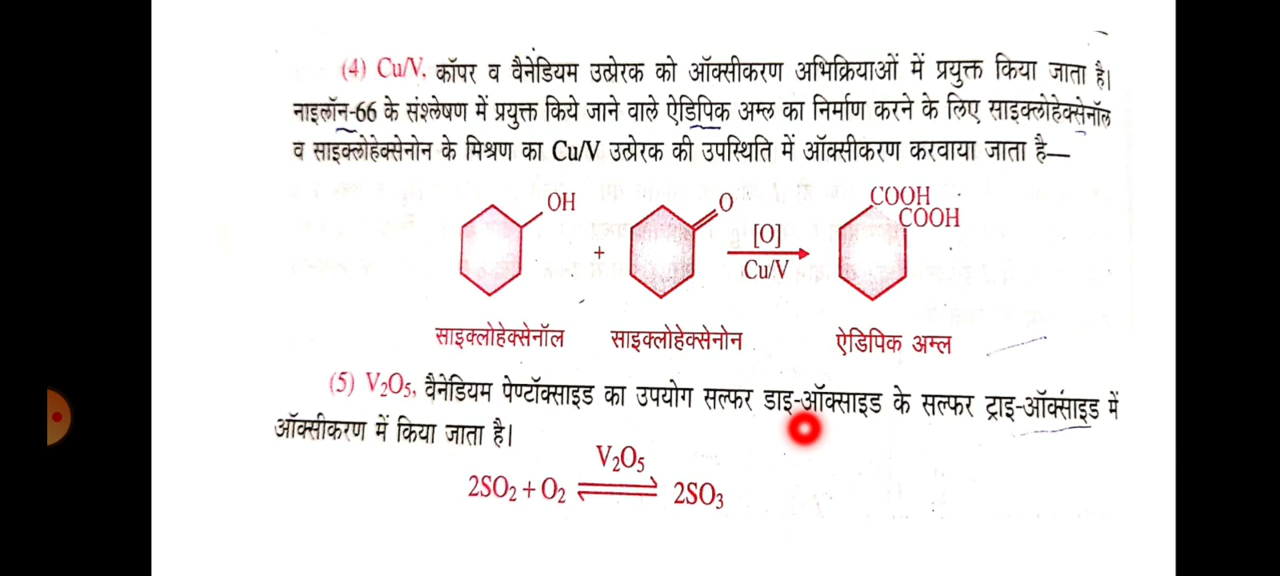 (4) Cu/V. कॉपर व वैनेडियम उत्प्रेरक को ऑक्सीकरण अभिक्रियाओं में प्रयुक्त किया जाता है।
नाइलॉन-66 के संश्लेषण में प्रयुक्त किये जाने वाले ऐडिपिक अम्ल का निर्माण करने के लिए साइक्लोहेक्सेनॉल
व साइक्लोहेक्सेनोन के मिश्रण का Cu/V उत्प्रेरक की उपस्थिति में ऑक्सीकरण करवाया जाता है—
OH
+
O
[O]
Cu/V
COOH
COOH
साइक्लोहेक्सेनॉल साइक्लोहेक्सेनोन ऐडिपिक अम्ल
(5) V₂O₅, वैनेडियम पेण्टॉक्साइड का उपयोग सल्फर डाइ-ऑक्साइड के सल्फर ट्राइ-ऑक्साइड में
ऑक्सीकरण में किया जाता है।
V₂O₅
2SO₂ + O₂ ⇌ 2SO₃